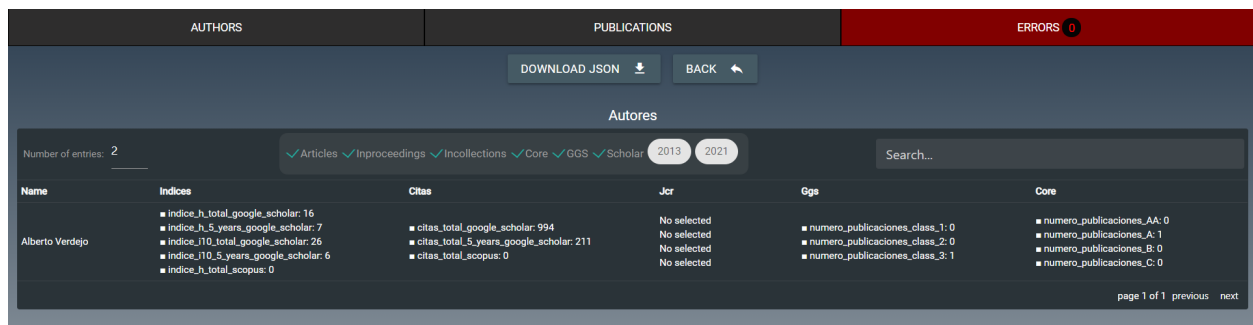 AUTHORS PUBLICATIONS ERRORS 0
DOWNLOAD JSON BACK
Autores
Number of entries: 2 Articles Inproceedings Incollections Core GGS Scholar 2013 2021 Search...
Name Indices Citas Jcr Ggs Core
Alberto Verdejo
indice_h_total_google_scholar: 16
indice_h_5_years_google_scholar: 7
indice_i10_total_google_scholar: 26
indice_i10_5_years_google_scholar: 6
indice_h_total_scopus: 0
citas_total_google_scholar: 994
citas_total_5_years_google_scholar: 211
citas_total_scopus: 0
No selected
No selected
No selected
No selected
numero_publicaciones_class_1: 0
numero_publicaciones_class_2: 0
numero_publicaciones_class_3: 1
numero_publicaciones_AA: 0
numero_publicaciones_A: 1
numero_publicaciones_B: 0
numero_publicaciones_C: 0
page 1 of 1 previous next